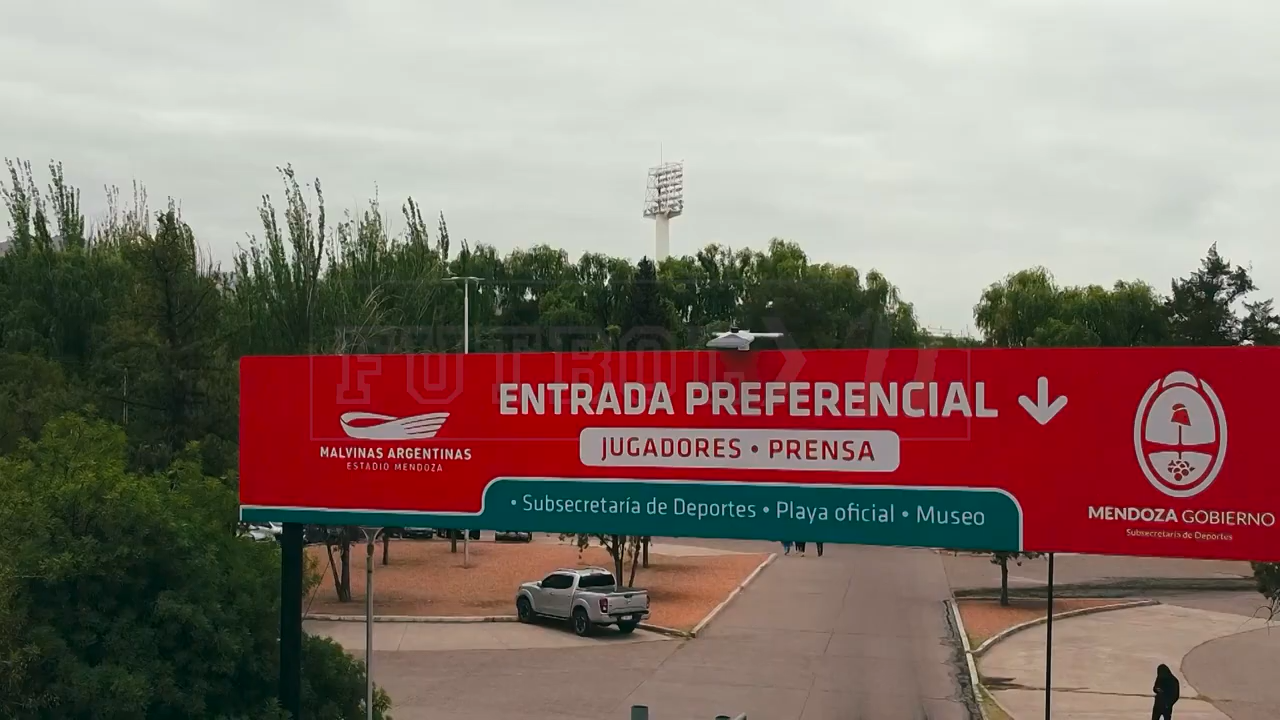 FUTBOL
ENTRADA PREFERENCIAL
JUGADORES • PRENSA
MALVINAS ARGENTINAS
ESTADIO MENDOZA
• Subsecretaría de Deportes • Playa oficial • Museo
MENDOZA GOBIERNO
Subsecretaría de Deportes